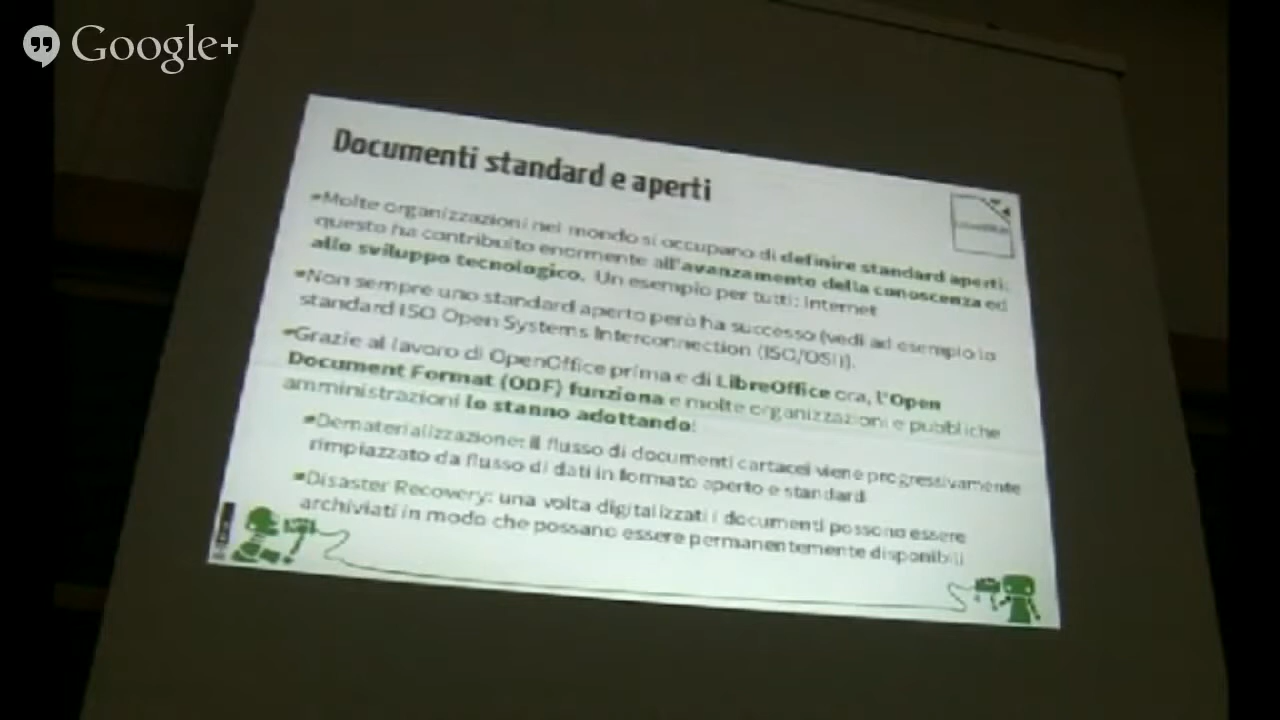 Google+
Documenti standard e aperti
Molte organizzazioni nel mondo si occupano di definire standard aperti:
questo ha contribuito enormemente all'avanzamento della conoscenza ed
allo sviluppo tecnologico. Un esempio per tutti: Internet
Non sempre uno standard aperto però ha successo (vedi ad esempio lo
standard ISO Open Systems Interconnection (ISO/OSI)).
Grazie al lavoro di OpenOffice prima e di LibreOffice ora, l'Open
Document Format (ODF) funziona e molte organizzazioni e pubbliche
amministrazioni lo stanno adottando:
Dematerializzazione: il flusso di documenti cartacei viene progressivamente
rimpiazzato da flusso di dati in formato aperto e standard
Disaster Recovery: una volta digitalizzati i documenti possono essere
archiviati in modo che possano essere permanentemente disponibili